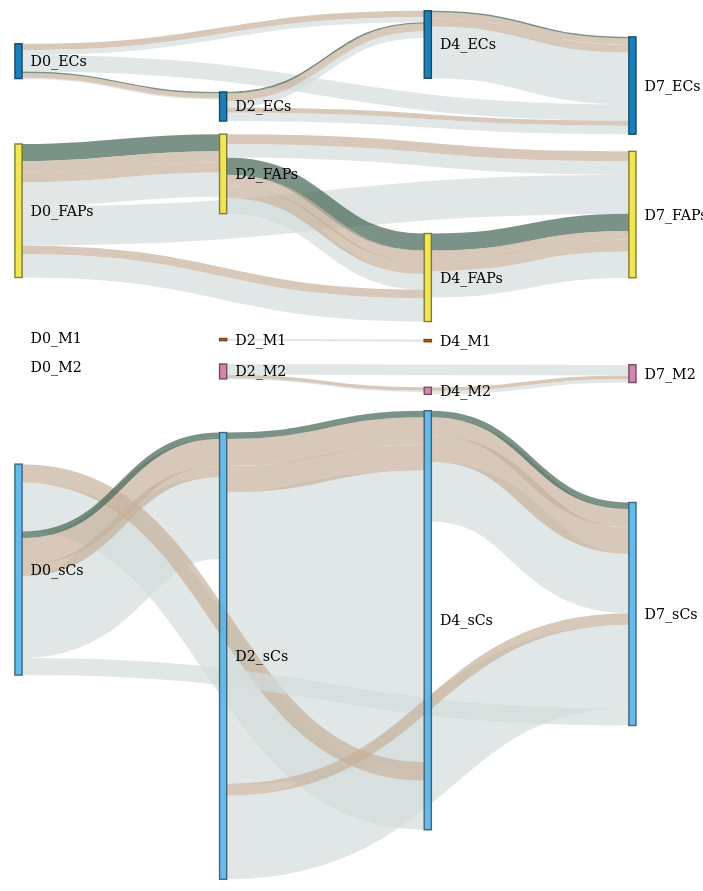 D0_ECs
D2_ECs
D4_ECs
D7_ECs
D0_FAPs
D2_FAPs
D4_FAPs
D7_FAPs
D0_M1
D2_M1
D4_M1
D0_M2
D2_M2
D4_M2
D7_M2
D0_sCs
D2_sCs
D4_sCs
D7_sCs